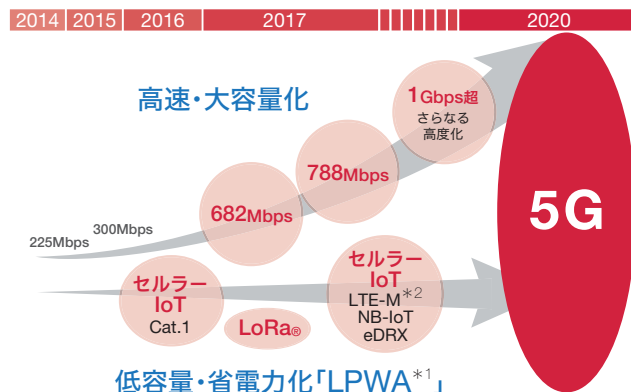 2014 2015 2016 2017 2020
高速・大容量化
1Gbps超
さらなる
高度化
788Mbps
682Mbps
300Mbps
225Mbps
5G
セルラー
IoT
Cat.1
LoRa®
セルラー
IoT
LTE-M＊2
NB-IoT
eDRX
低容量・省電力化「LPWA＊1」